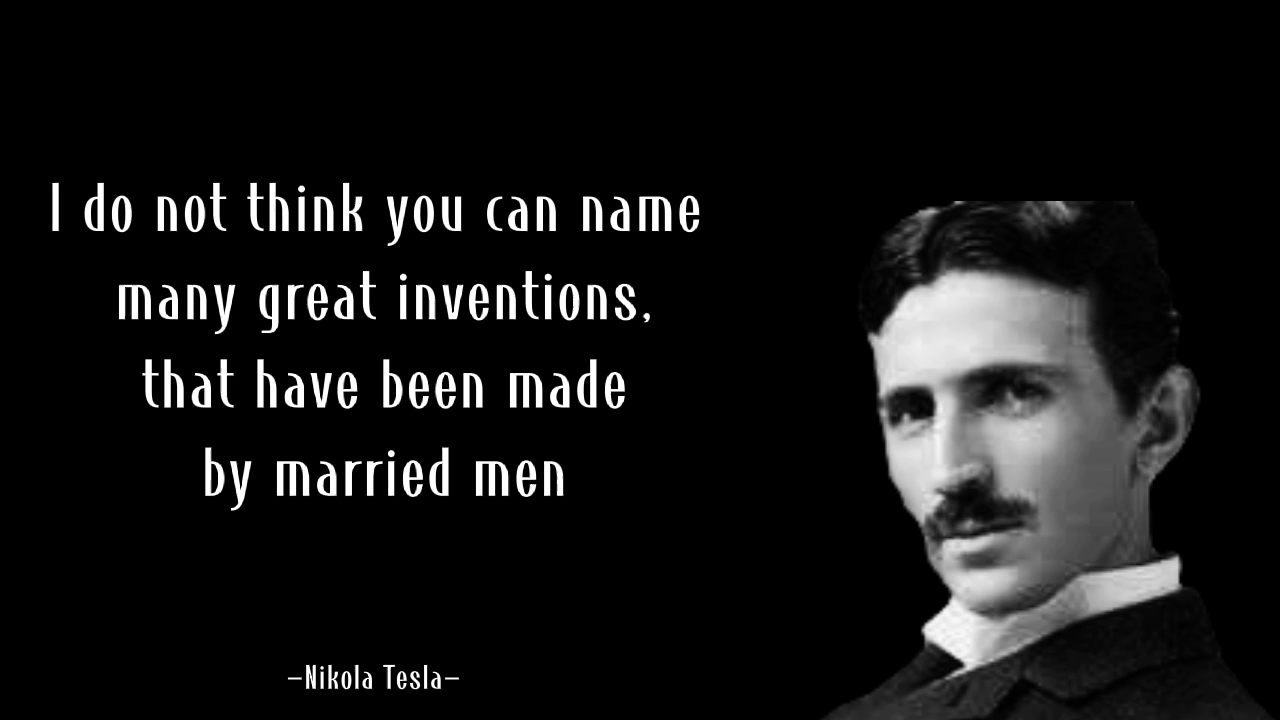 I do not think you can name
many great inventions,
that have been made
by married men
-Nikola Tesla-